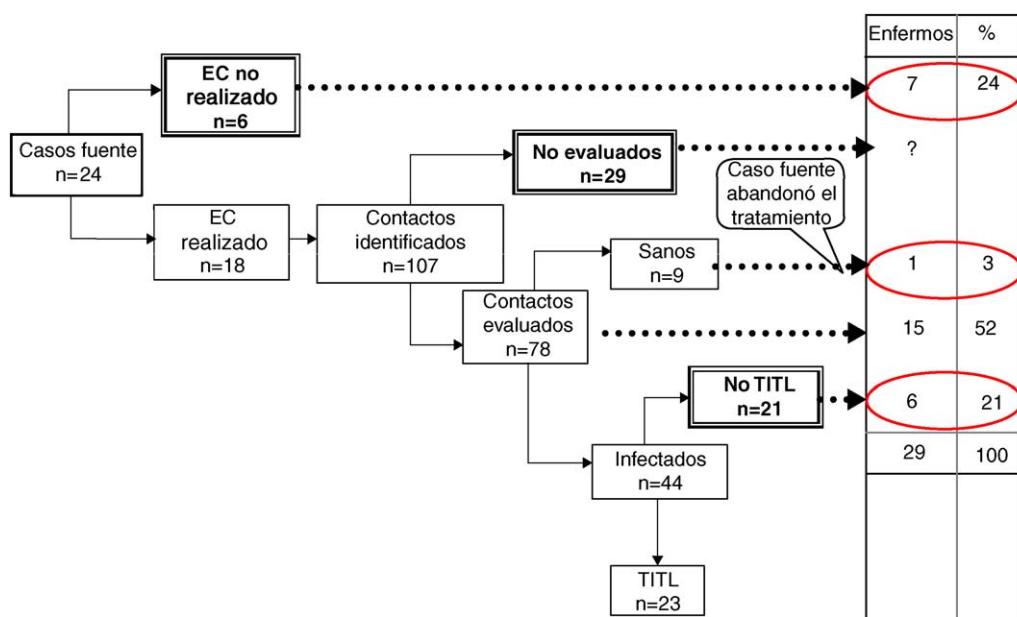 Enfermos %
EC no
realizado
n=6
7 24
Casos fuente
n=24
No evaluados
n=29
?
Caso fuente
abandonó el
tratamiento
EC
realizado
n=18
Contactos
identificados
n=107
Sanos
n=9
1 3
Contactos
evaluados
n=78
15 52
No TITL
n=21
6 21
Infectados
n=44
29 100
TITL
n=23